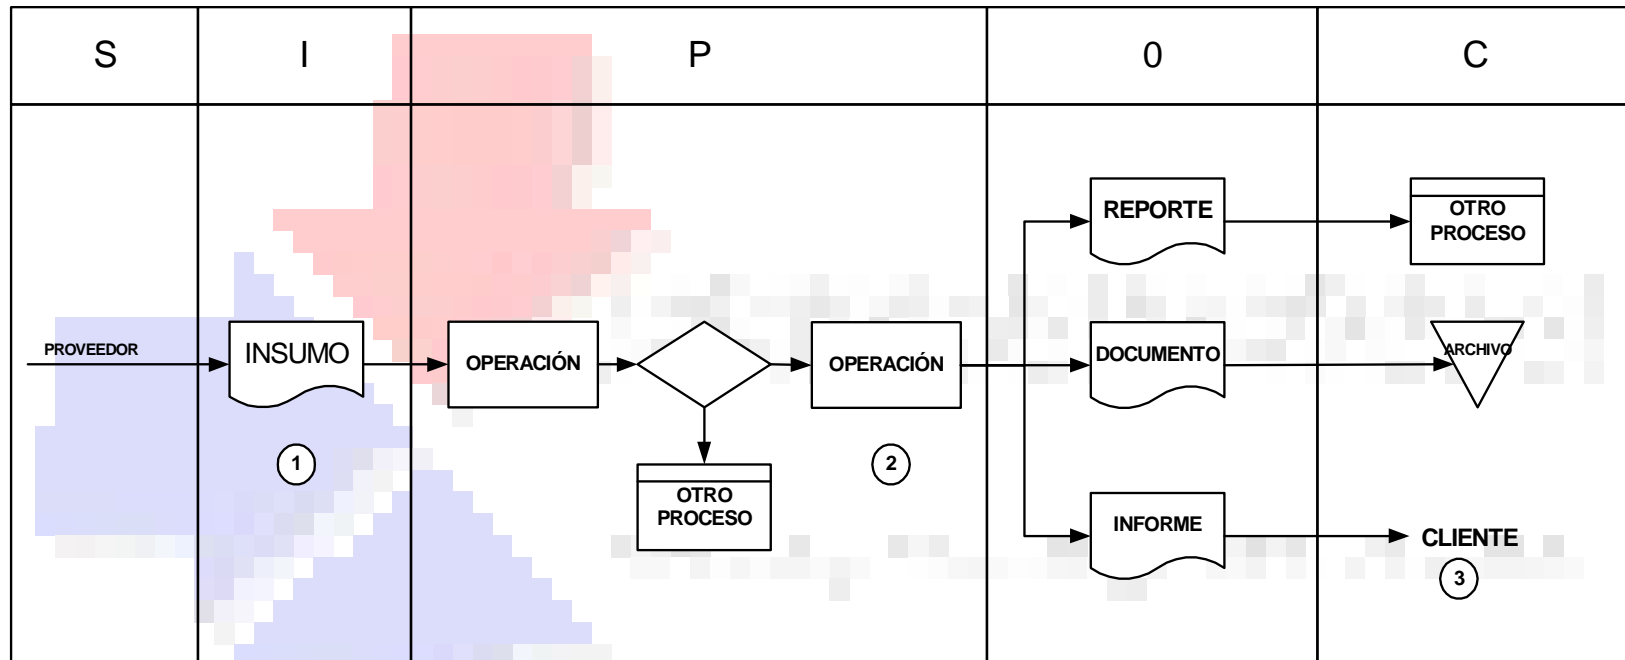 S
I
P
0
C
PROVEEDOR
INSUMO
1
OPERACIÓN
OTRO
PROCESO
OPERACIÓN
2
REPORTE
DOCUMENTO
INFORME
OTRO
PROCESO
ARCHIVO
CLIENTE
3